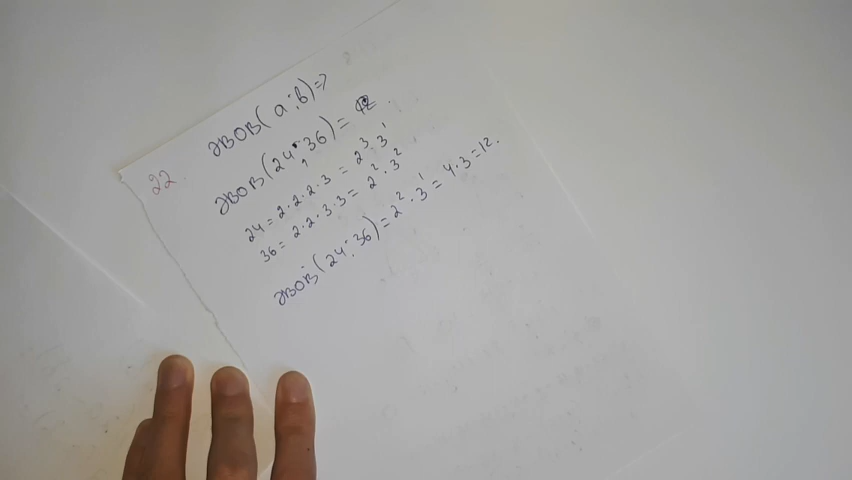 22. ƏBOB(a;b)=>
ƏBOB(24;36)=12.
24=2·2·2·3=2³·3¹
36=2·2·3·3=2²·3²
ƏBOB(24;36)=2²·3¹=4·3=12.